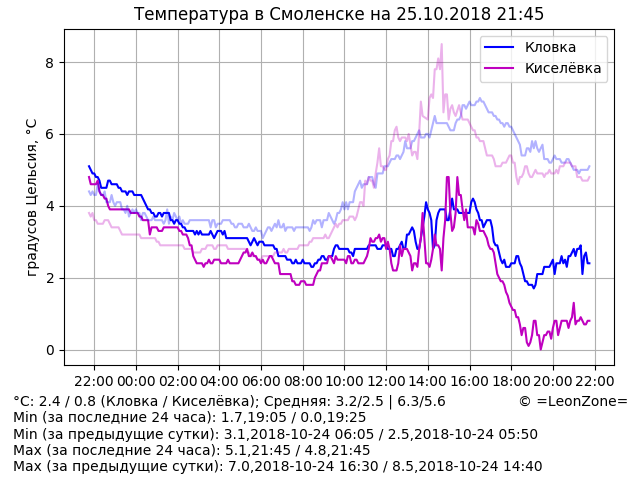 Температура в Смоленске на 25.10.2018 21:45
Кловка
Киселёвка
градусов Цельсия, °C
8
6
4
2
0
22:00 00:00 02:00 04:00 06:00 08:00 10:00 12:00 14:00 16:00 18:00 20:00 22:00
°C: 2.4 / 0.8 (Кловка / Киселёвка); Средняя: 3.2/2.5 | 6.3/5.6 © =LeonZone=
Min (за последние 24 часа): 1.7,19:05 / 0.0,19:25
Min (за предыдущие сутки): 3.1,2018-10-24 06:05 / 2.5,2018-10-24 05:50
Max (за последние 24 часа): 5.1,21:45 / 4.8,21:45
Max (за предыдущие сутки): 7.0,2018-10-24 16:30 / 8.5,2018-10-24 14:40